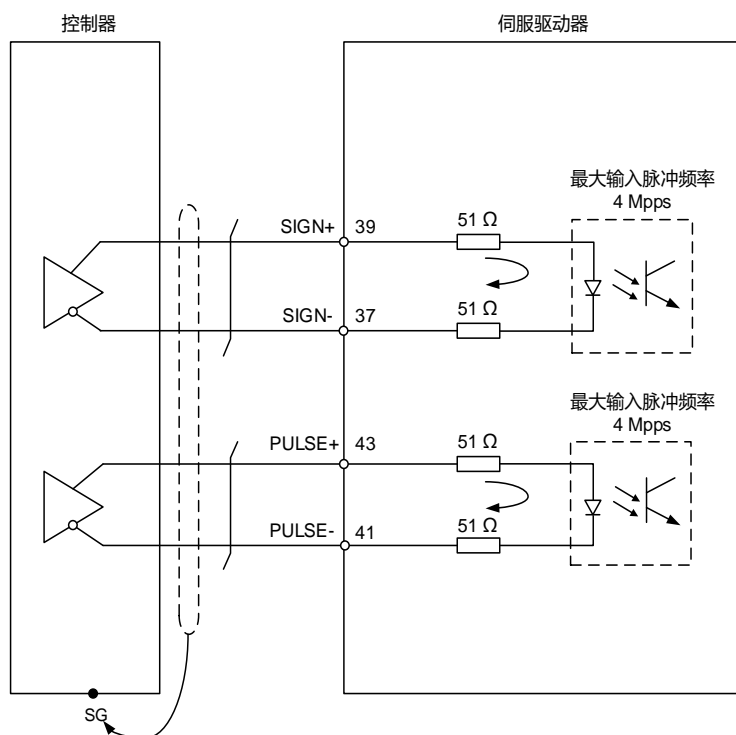 控制器
伺服驱动器
最大输入脉冲频率
4 Mpps
SIGN+
39
51 Ω
SIGN-
37
51 Ω
最大输入脉冲频率
4 Mpps
PULSE+
43
51 Ω
PULSE-
41
51 Ω
SG